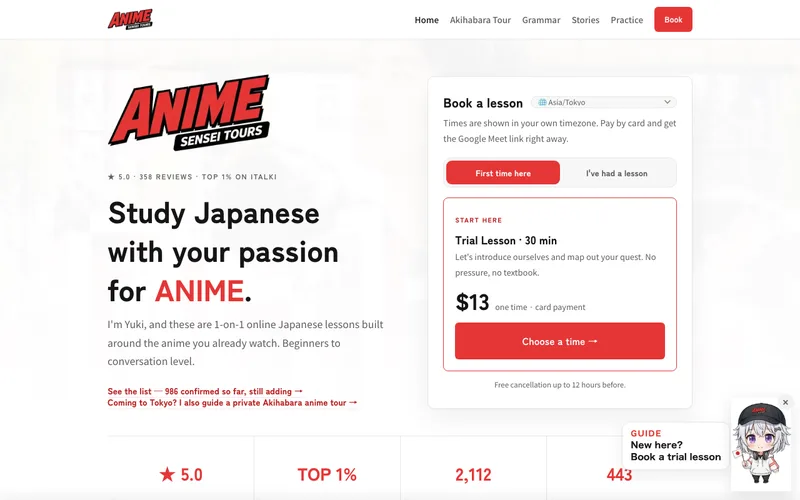 ANIME
SENSEI TOURS
Home
Akihabara Tour
Grammar
Stories
Practice
Book
ANIME
SENSEI TOURS
★ 5.0 · 358 REVIEWS · TOP 1% ON ITALKI
Study Japanese
with your passion
for ANIME.
I'm Yuki, and these are 1-on-1 online Japanese lessons built
around the anime you already watch. Beginners to
conversation level.
See the list — 986 confirmed so far, still adding →
Coming to Tokyo? I also guide a private Akihabara anime tour →
Book a lesson
Asia/Tokyo
Times are shown in your own timezone. Pay by card and get
the Google Meet link right away.
First time here
I've had a lesson
START HERE
Trial Lesson · 30 min
Let's introduce ourselves and map out your quest. No
pressure, no textbook.
$13 one time · card payment
Choose a time →
Free cancellation up to 12 hours before.
★ 5.0
TOP 1%
2,112
443
GUIDE
New here?
Book a trial lesson
×